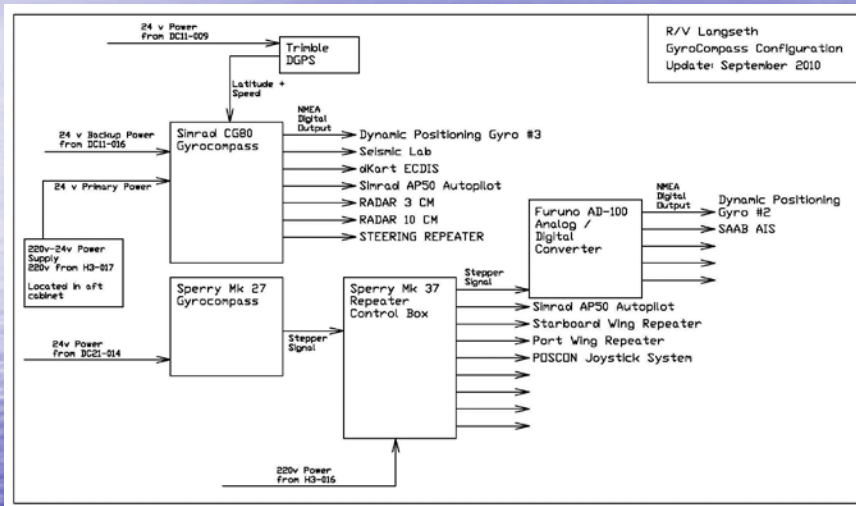 R/V Langseth
GyroCompass Configuration
Update: September 2010
24 v Power
from DC11-009
Trimble
DGPS
Latitude +
Speed
24 v Backup Power
from DC11-016
24 v Primary Power
Simrad CG80
Gyrocompass
NMEA
Digital
Output
Dynamic Positioning Gyro #3
Seismic Lab
dKart ECDIS
Simrad AP50 Autopilot
RADAR 3 CM
RADAR 10 CM
STEERING REPEATER
220v-24v Power
Supply
220v from H3-017
Located in aft
cabinet
Sperry Mk 27
Gyrocompass
24v Power
from DC21-014
Stepper
Signal
Sperry Mk 37
Repeater
Control Box
220v Power
from H3-016
Stepper
Signal
Furuno AD-100
Analog /
Digital
Converter
NMEA
Digital
Output
Dynamic Positioning
Gyro #2
SAAB AIS
Simrad AP50 Autopilot
Starboard Wing Repeater
Port Wing Repeater
POSCON Joystick System